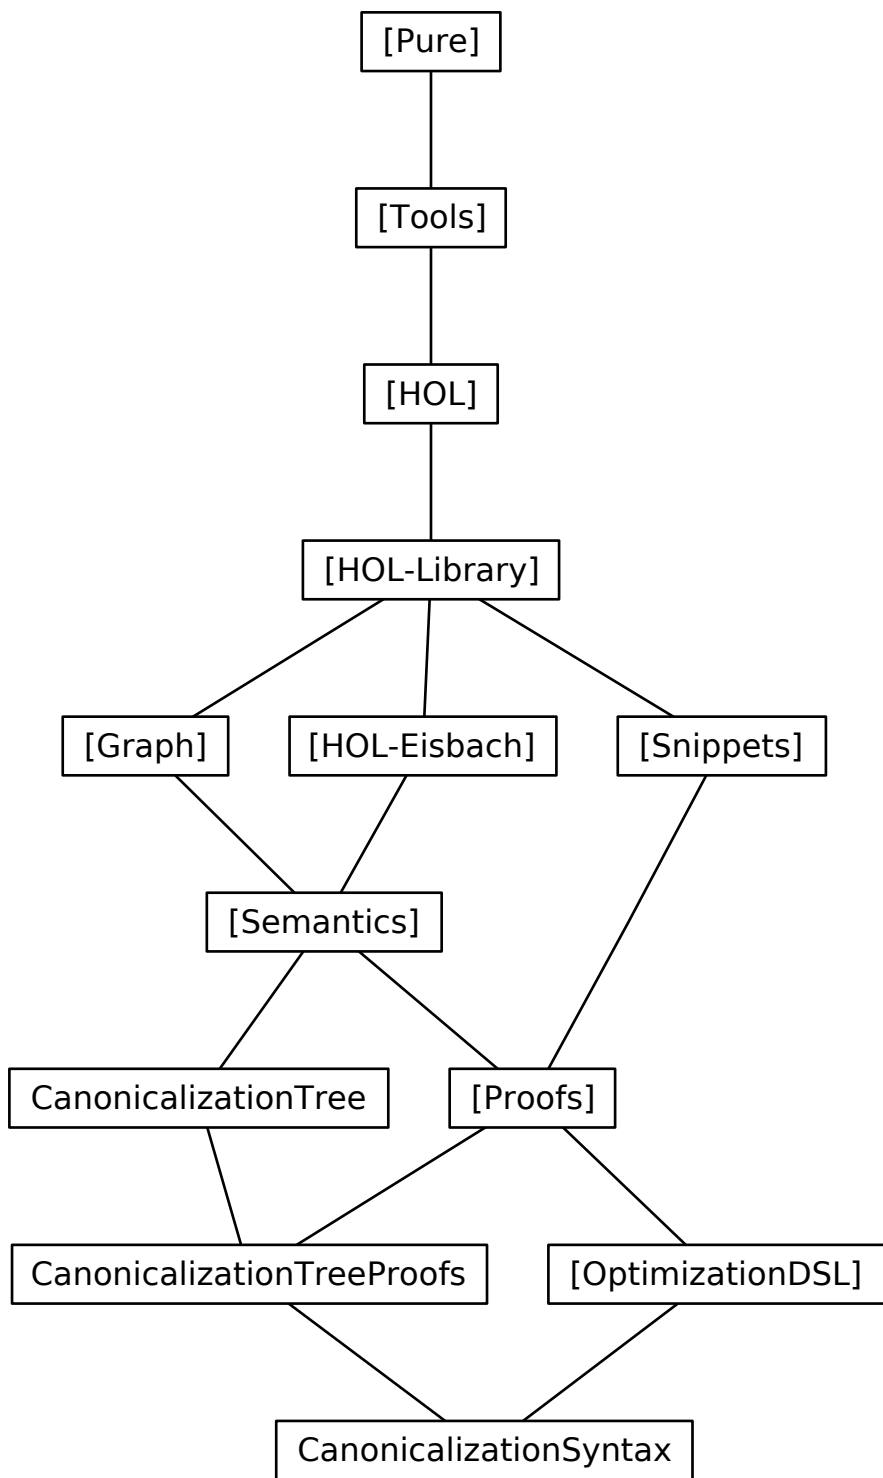 [Pure]
[Tools]
[HOL]
[HOL-Library]
[Graph]
[HOL-Eisbach]
[Snippets]
[Semantics]
CanonicalizationTree
[Proofs]
CanonicalizationTreeProofs
[OptimizationDSL]
CanonicalizationSyntax